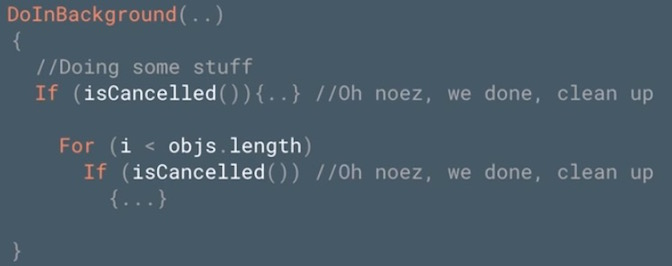 DoInBackground(..)
{
//Doing some stuff
If (isCancelled()){..} //Oh noez, we done, clean up
For (i < objs.length)
If (isCancelled()) //Oh noez, we done, clean up
{...}
}